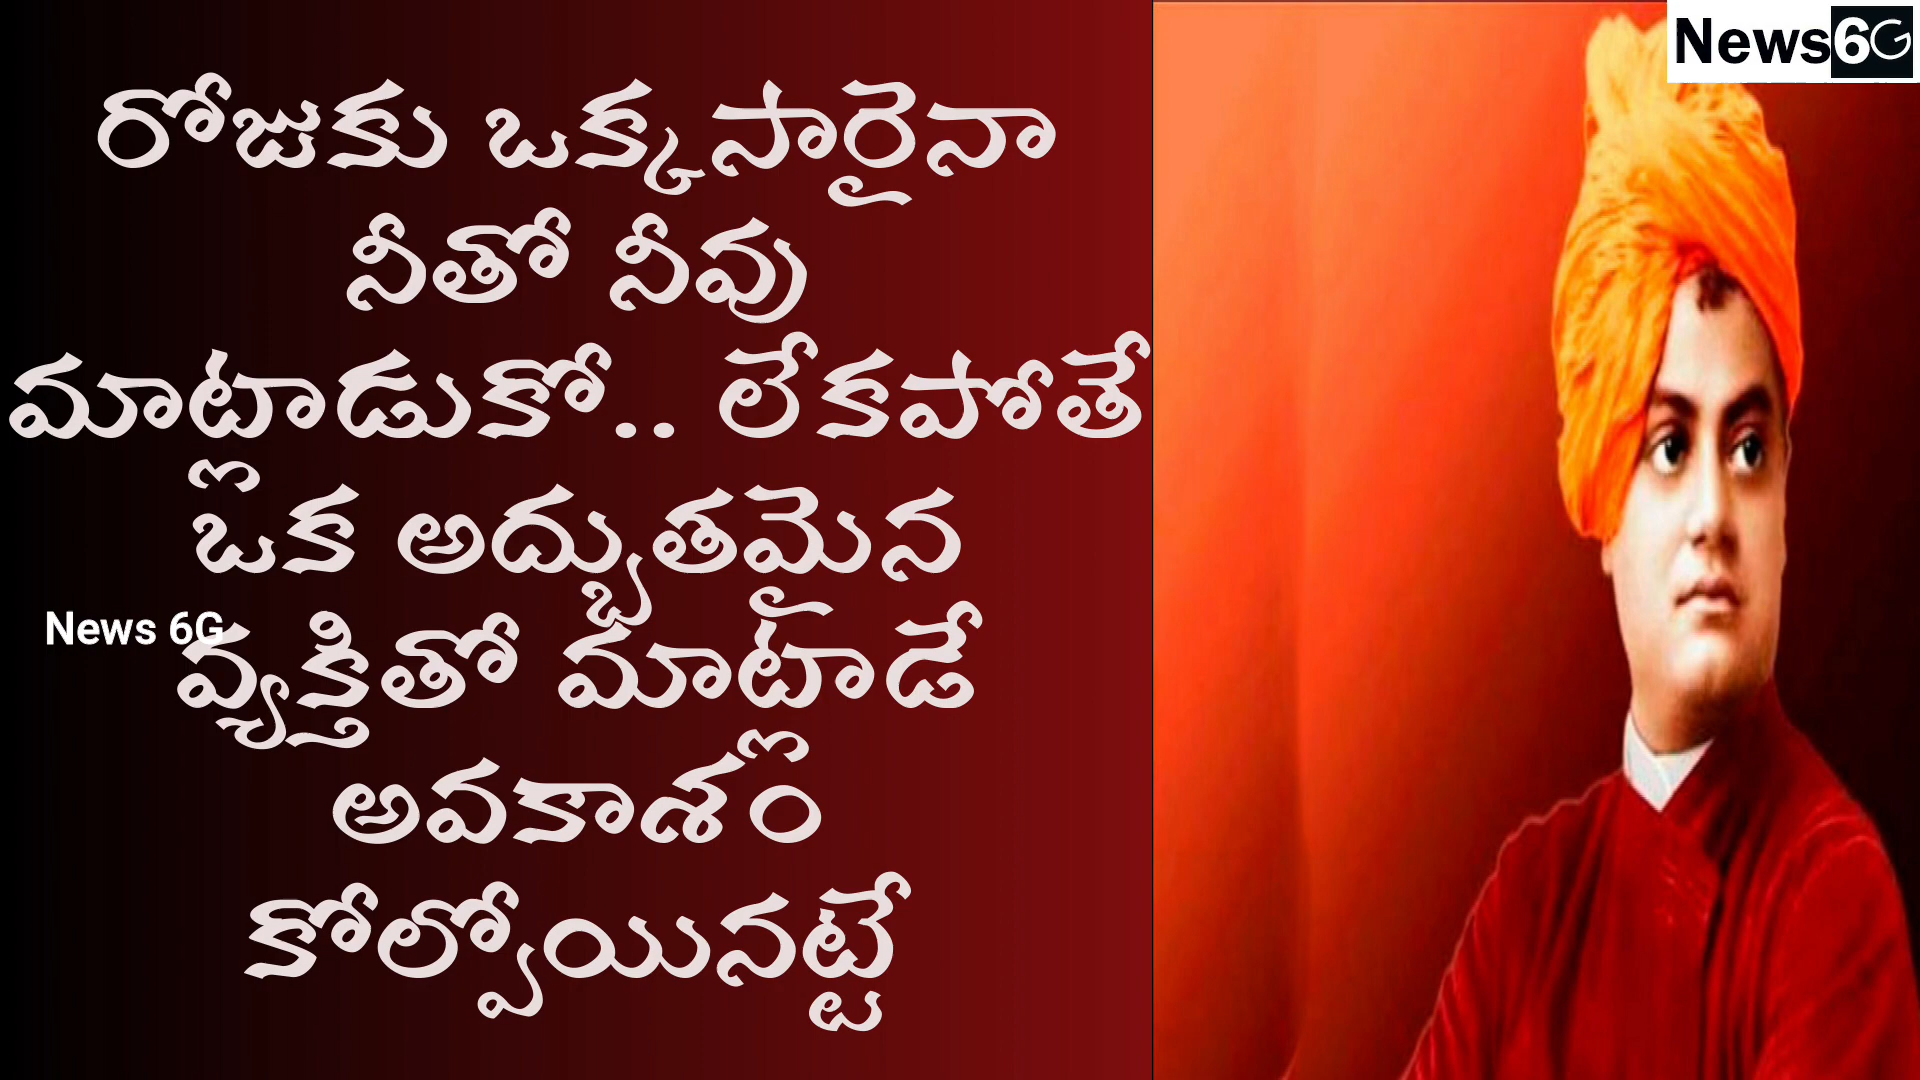 News6G
రోజుకు ఒక్కసారైనా
నీతో నీవు
మాట్లాడుకో.. లేకపోతే
ఒక అద్భుతమైన
News 6G
వ్యక్తితో మాట్లాడే
అవకాశం
కోల్పోయినట్టే